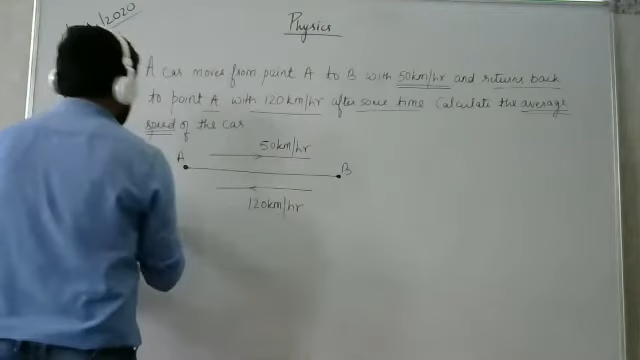 /2020
Physics
A car moves from point A to B with 50km/hr and returns back
to point A with 120km/hr after some time Calculate the average
speed of the car
50km/hr
A
B
120km/hr